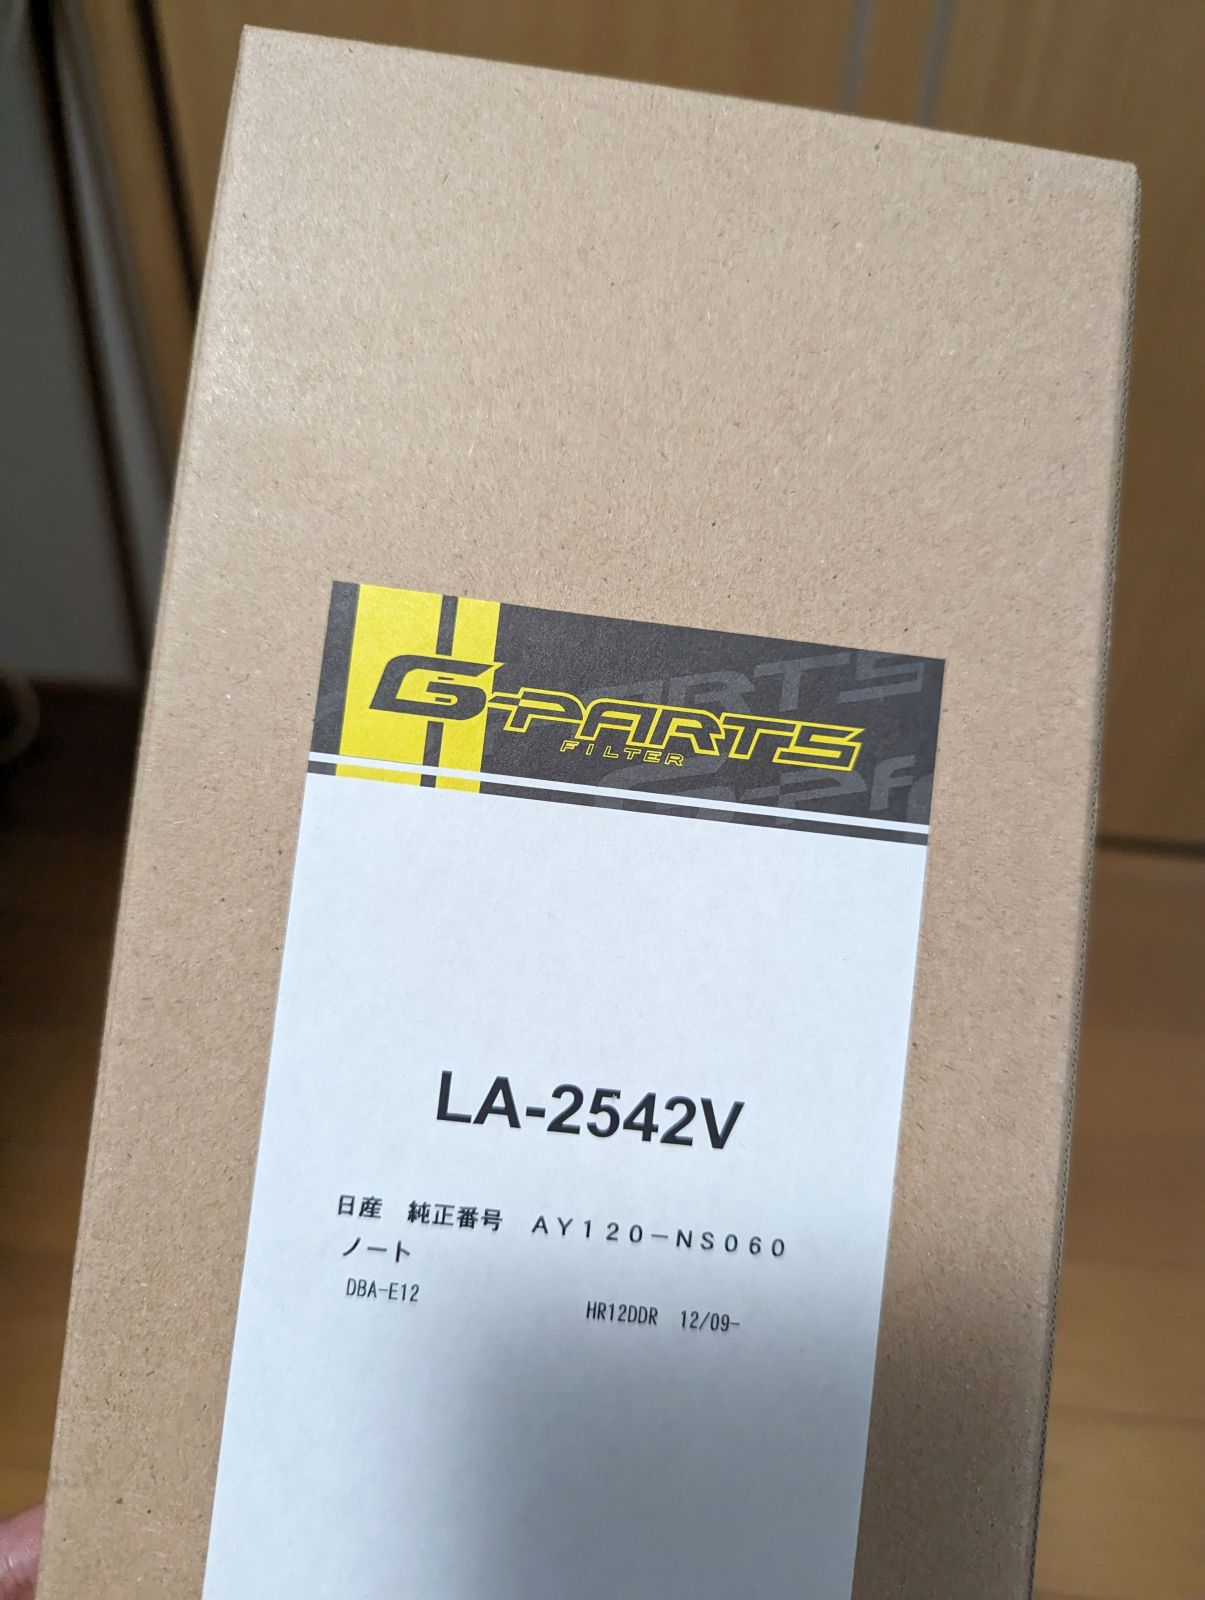 G-PARTS
FILTER
LA-2542V
日産 純正番号 AY120-NS060
ノート
DBA-E12
HR12DDR 12/09-